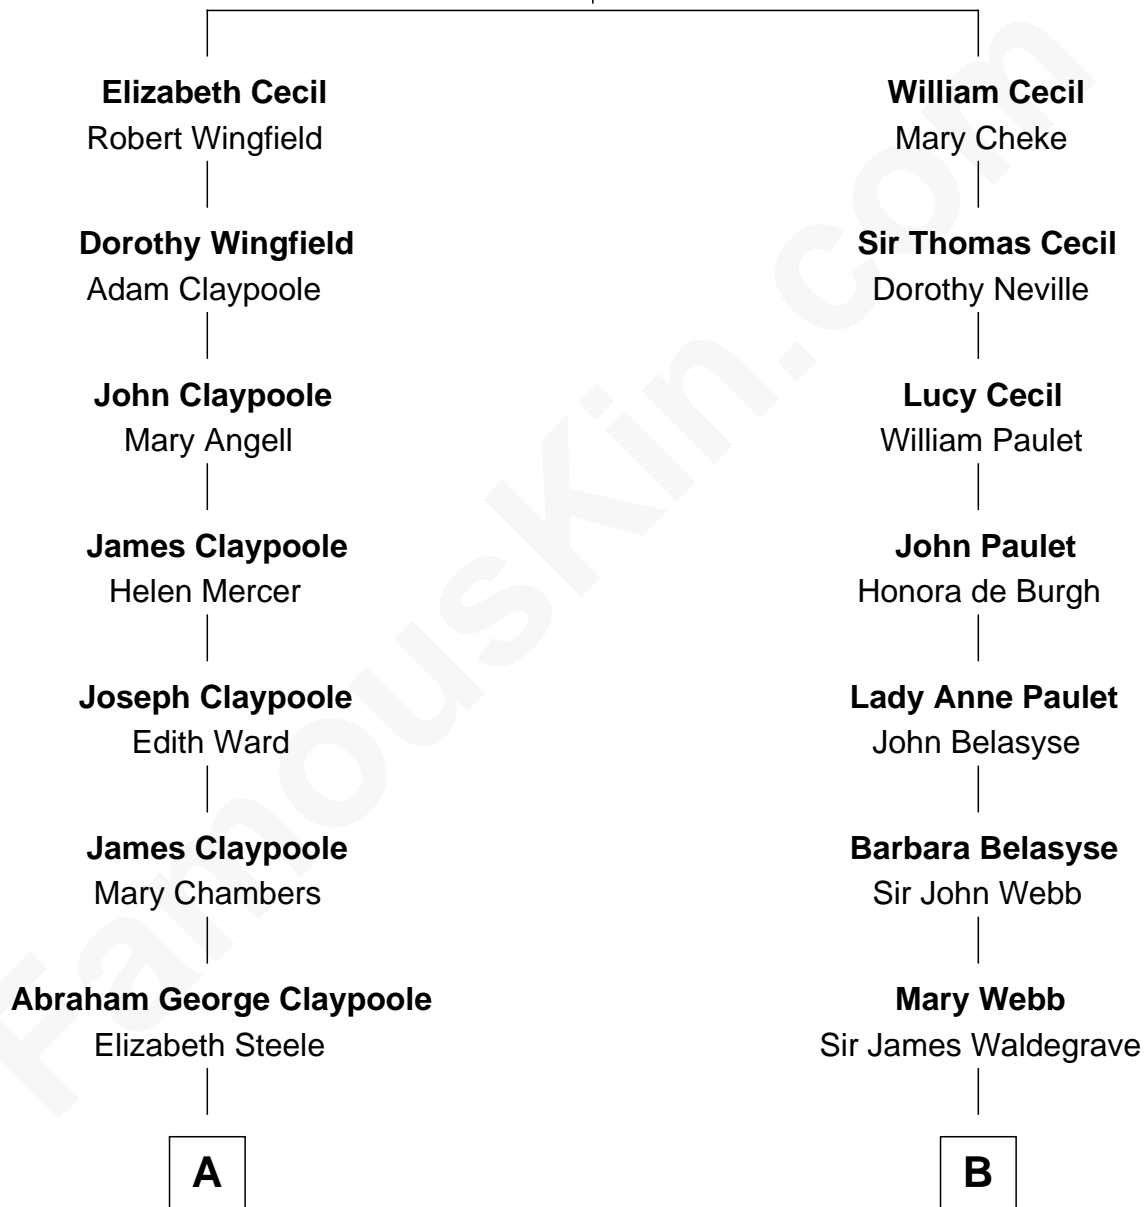 Elizabeth Cecil
Robert Wingfield
William Cecil
Mary Cheke
Dorothy Wingfield
Adam Claypoole
Sir Thomas Cecil
Dorothy Neville
John Claypoole
Mary Angell
Lucy Cecil
William Paulet
James Claypoole
Helen Mercer
John Paulet
Honora de Burgh
Joseph Claypoole
Edith Ward
Lady Anne Paulet
John Belasyse
James Claypoole
Mary Chambers
Barbara Belasyse
Sir John Webb
Abraham George Claypoole
Elizabeth Steele
Mary Webb
Sir James Waldegrave
A
B
FamousKin.com